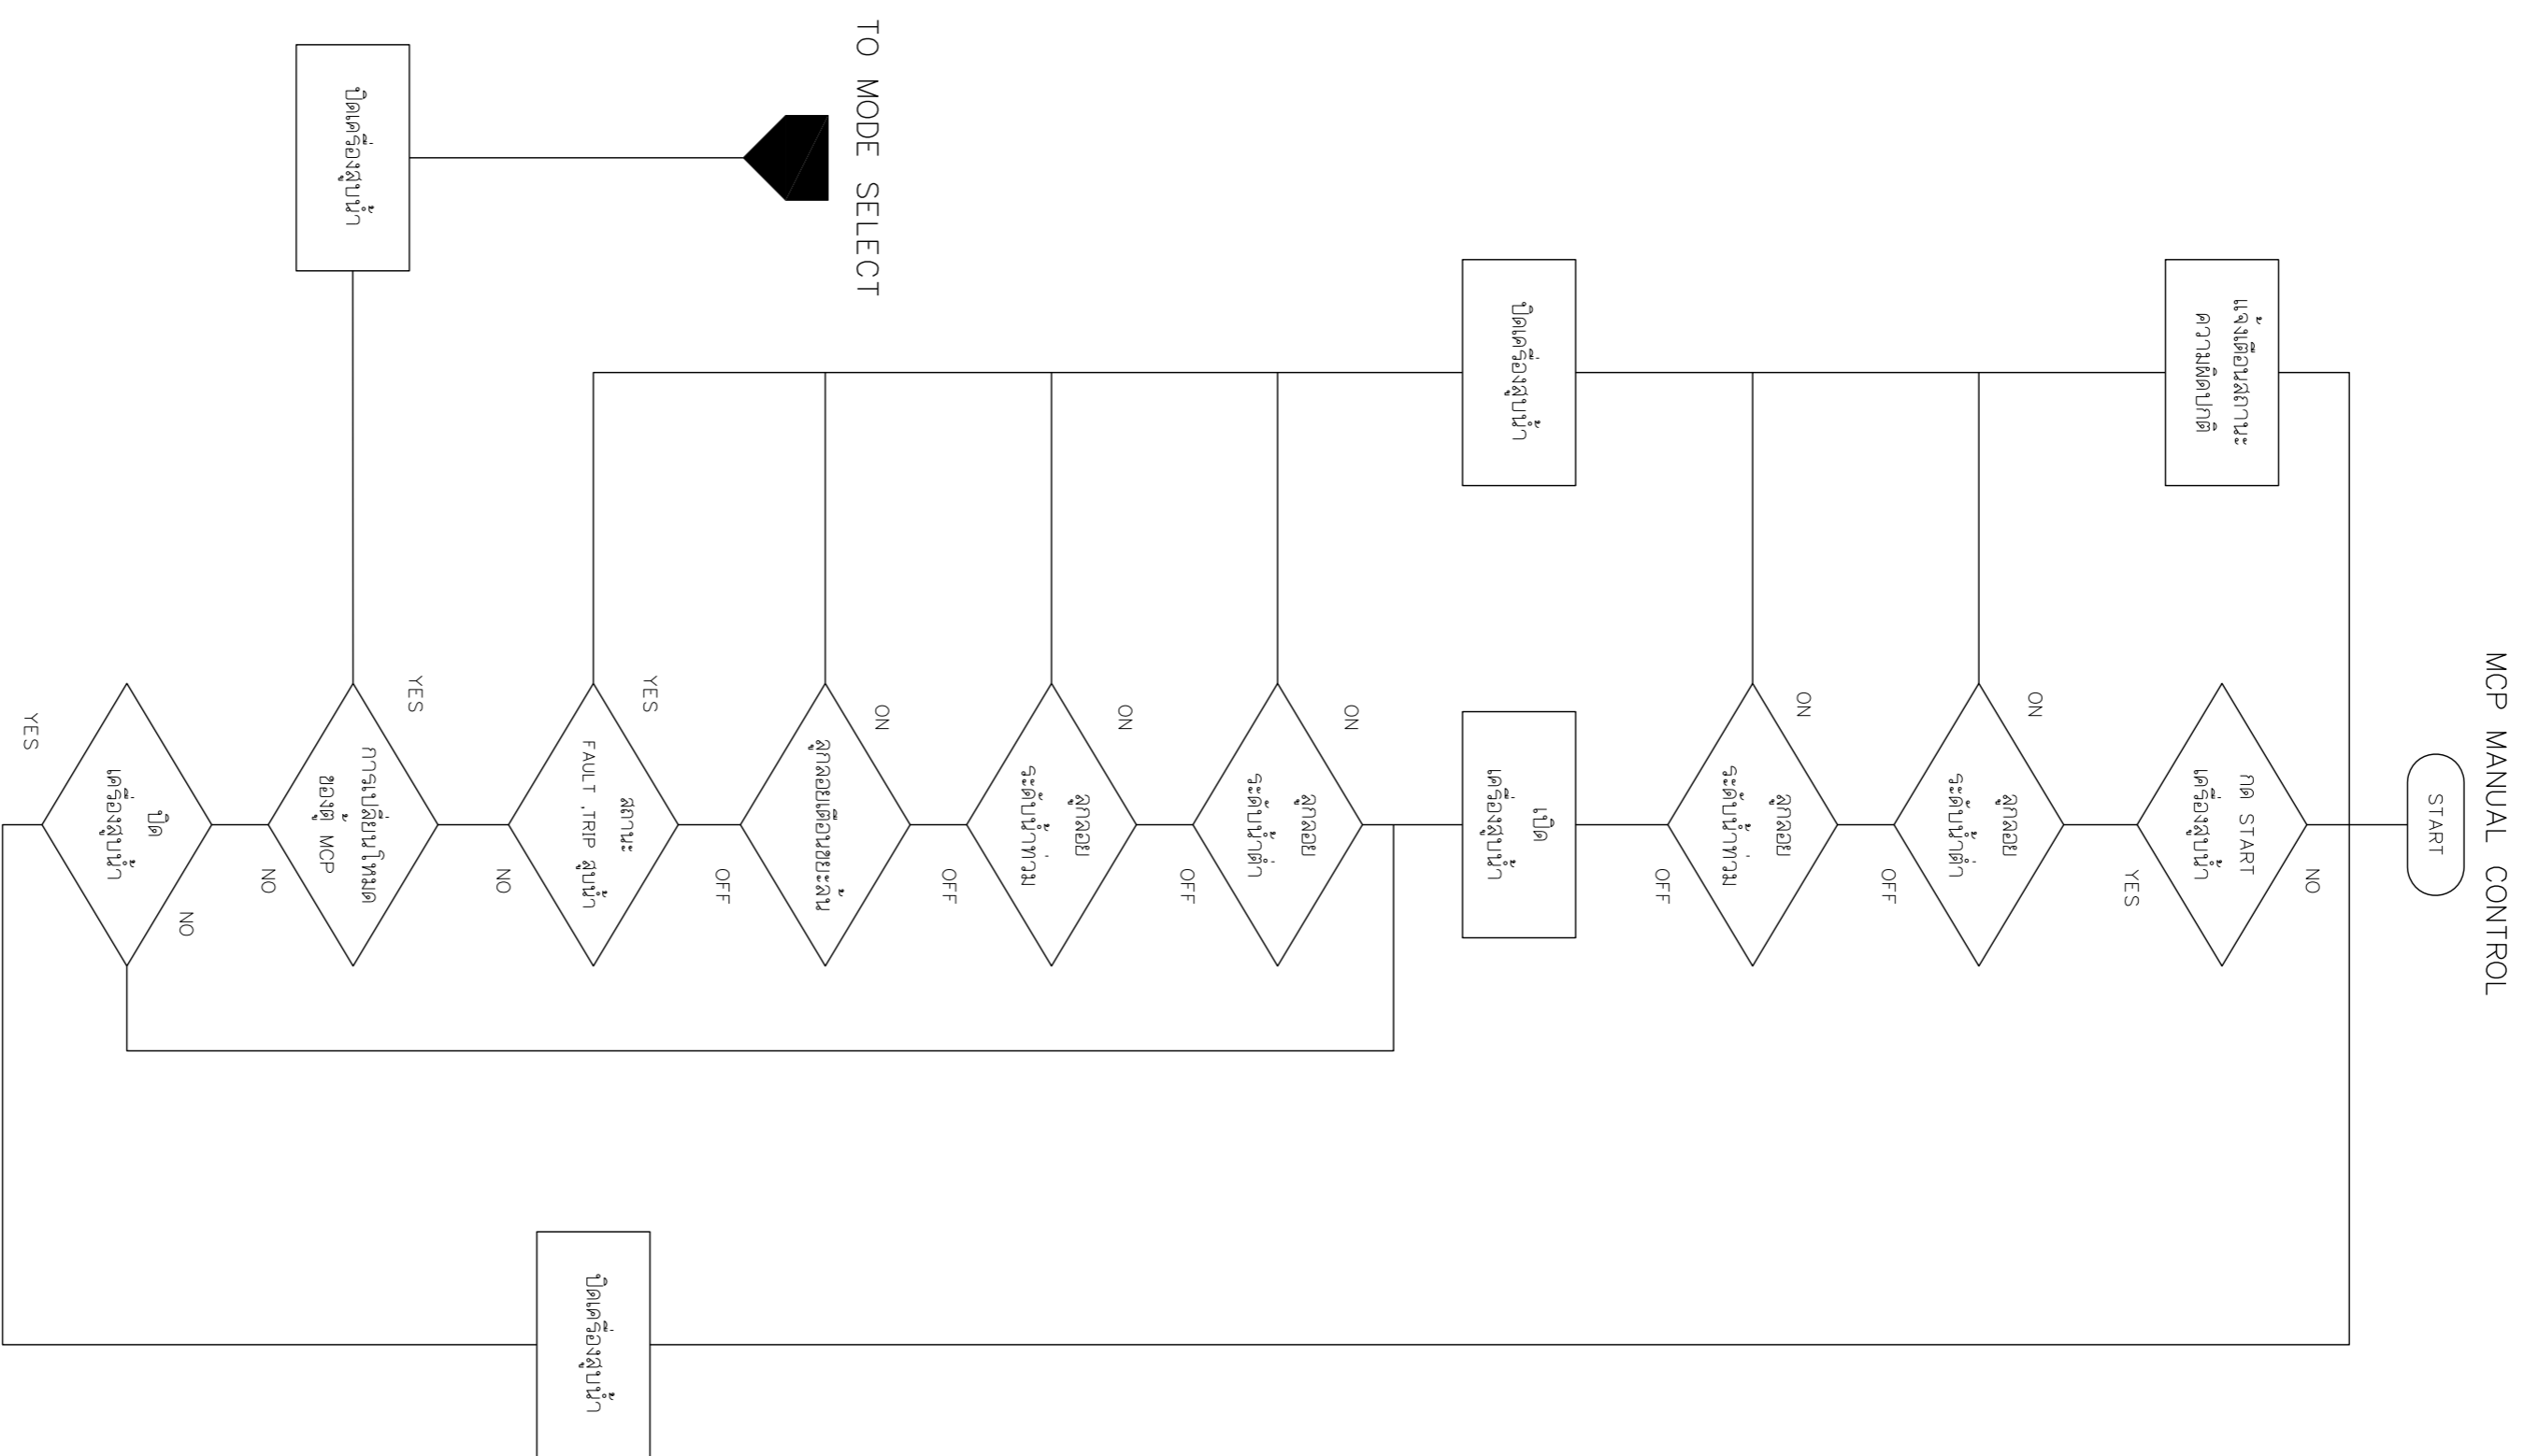 MCP MANUAL CONTROL
START
NO
กด START
เครื่องสูบน้ำ
YES
แจ้งเตือนสถานะ
ความผิดปกติ
ON
ลูกลอย
ระดับน้ำต่ำ
OFF
ON
ลูกลอย
ระดับน้ำท่วม
OFF
ปิดเครื่องสูบน้ำ
เปิด
เครื่องสูบน้ำ
ON
ลูกลอย
ระดับน้ำต่ำ
OFF
ON
ลูกลอย
ระดับน้ำท่วม
OFF
ON
ลูกลอยเตือนขยะล้น
OFF
TO MODE SELECT
YES
สถานะ
FAULT ,TRIP สูบน้ำ
NO
ปิดเครื่องสูบน้ำ
YES
การเปลี่ยนโหมด
ของตู้ MCP
NO
ปิดเครื่องสูบน้ำ
NO
ปิด
เครื่องสูบน้ำ
YES